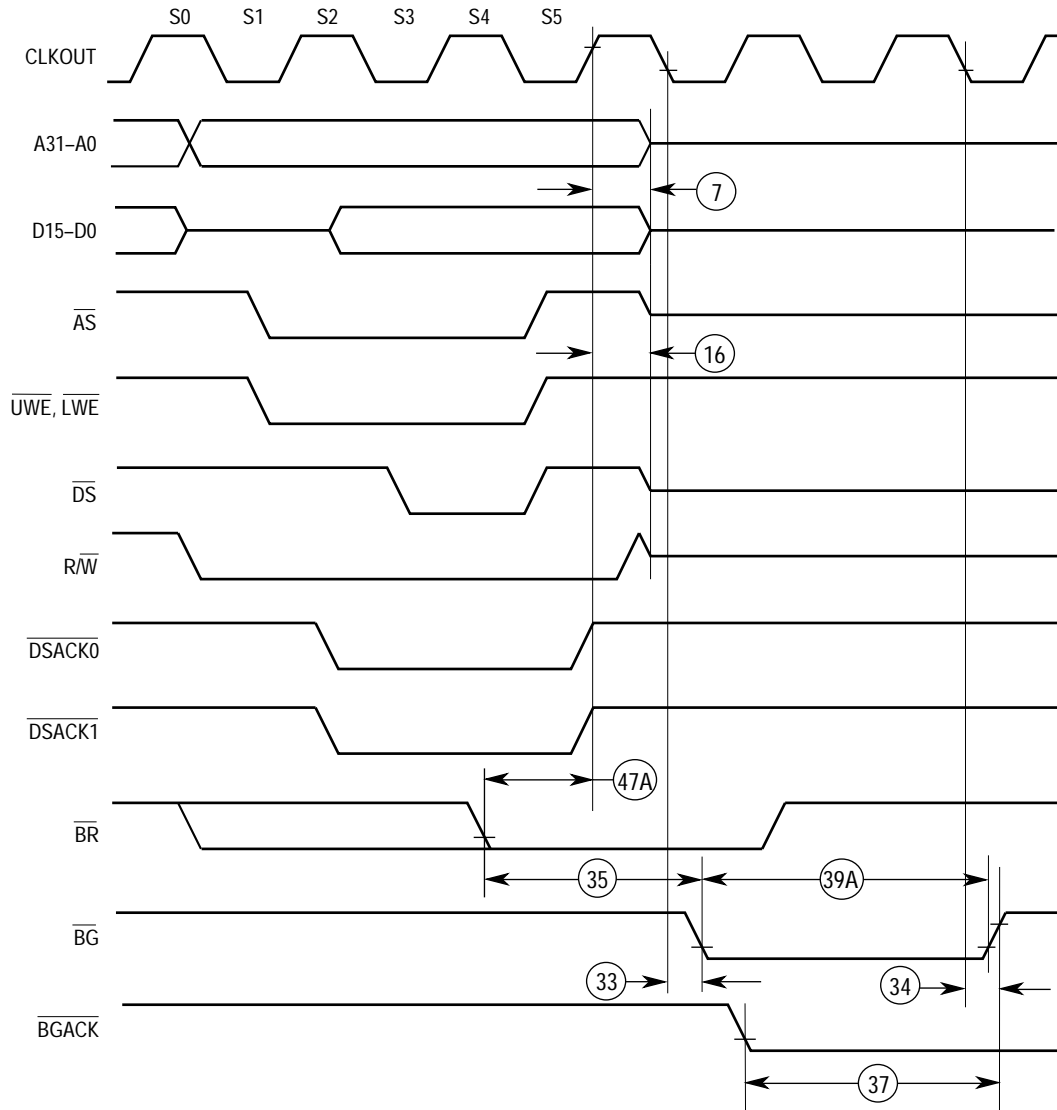 S0 S1 S2 S3 S4 S5
CLKOUT
A31–A0
7
D15–D0
AS
16
UWE, LWE
DS
R/W
DSACK0
DSACK1
47A
BR
35
39A
BG
33
34
BGACK
37